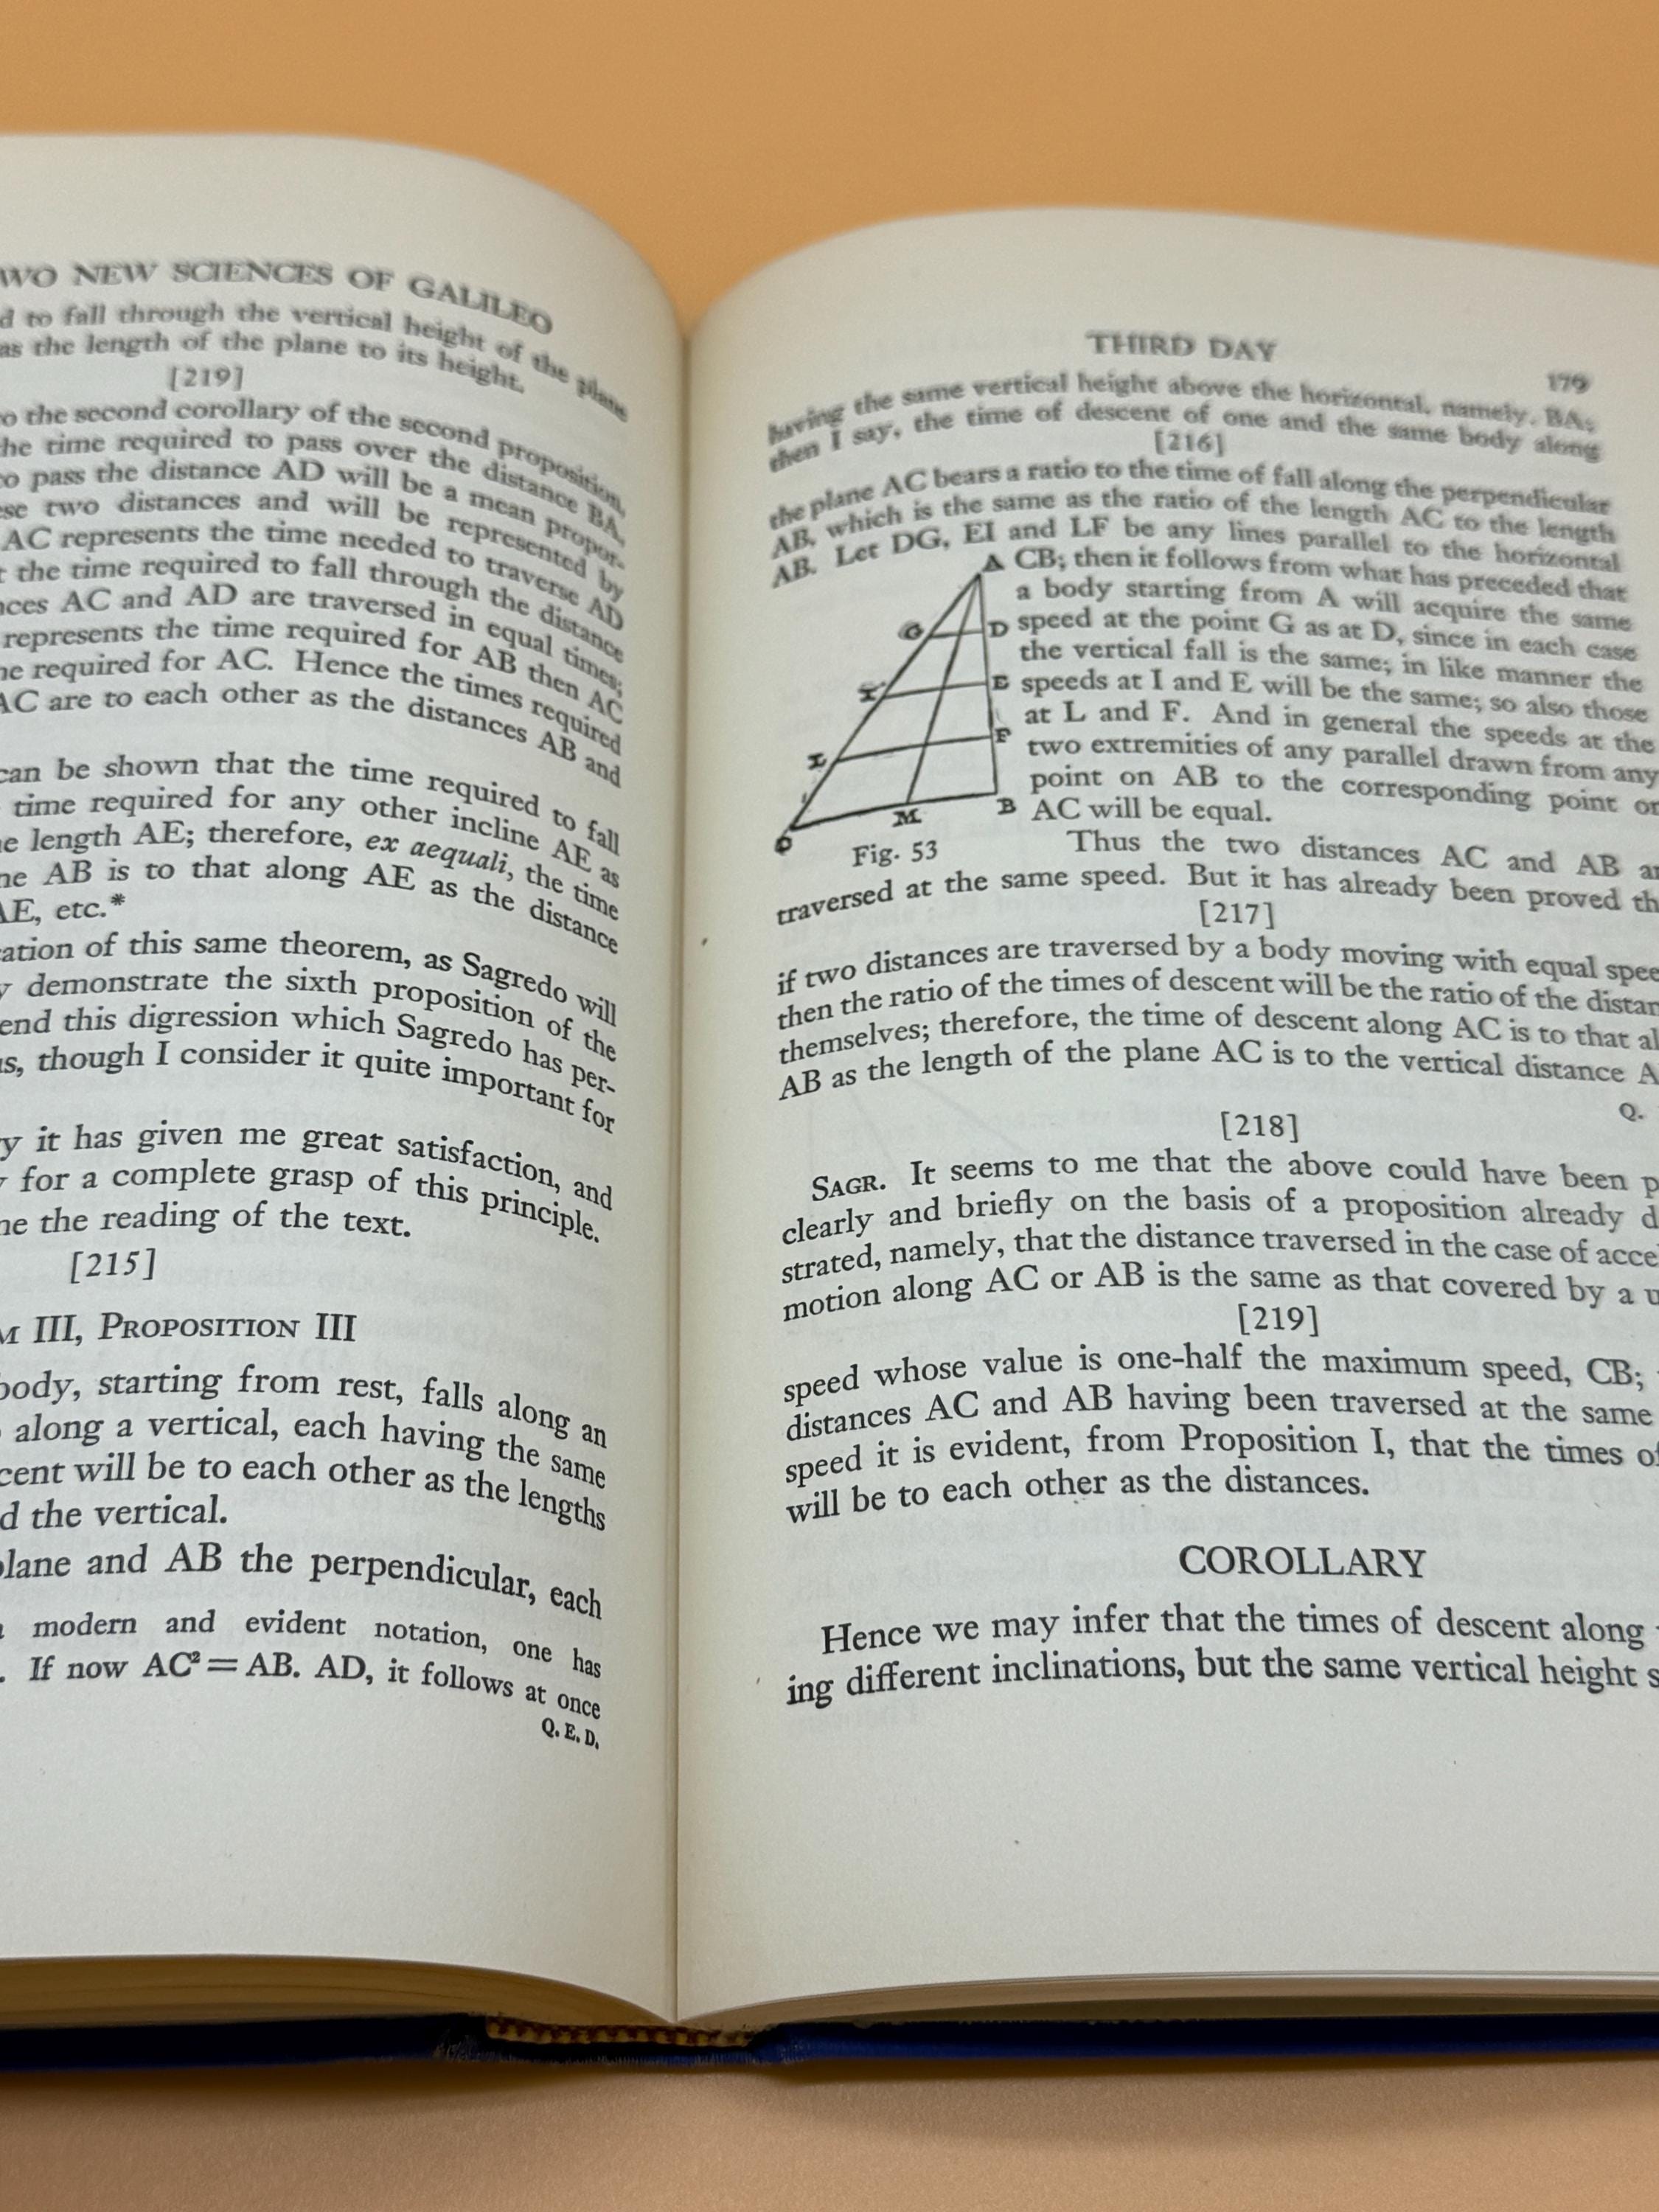 WO NEW SCIENCES OF GALILEO
d to fall through the vertical height of the plane
as the length of the plane to its height.
[219]
o the second corollary of the second proposition,
he time required to pass over the distance BA,
o pass the distance AD will be a mean propor-
se two distances and will be represented by
AC represents the time needed to traverse AD
t the time required to fall through the distance
nces AC and AD are traversed in equal times;
represents the time required for AB then AC
ne required for AC. Hence the times required
AC are to each other as the distances AB and
can be shown that the time required to fall
time required for any other incline AE as
e length AE; therefore, ex aequali, the time
ne AB is to that along AE as the distance
AE, etc.*
ation of this same theorem, as Sagredo will
y demonstrate the sixth proposition of the
end this digression which Sagredo has per-
us, though I consider it quite important for
y it has given me great satisfaction, and
y for a complete grasp of this principle.
ne the reading of the text.
[215]
M III, PROPOSITION III
body, starting from rest, falls along an
along a vertical, each having the same
cent will be to each other as the lengths
d the vertical.
plane and AB the perpendicular, each
modern and evident notation, one has
. If now AC²=AB. AD, it follows at once
Q. E. D.
THIRD DAY
179
having the same vertical height above the horizontal, namely, BA;
then I say, the time of descent of one and the same body along
[216]
the plane AC bears a ratio to the time of fall along the perpendicular
AB, which is the same as the ratio of the length AC to the length
AB. Let DG, EI and LF be any lines parallel to the horizontal
CB; then it follows from what has preceded that
a body starting from A will acquire the same
speed at the point G as at D, since in each case
the vertical fall is the same; in like manner the
speeds at I and E will be the same; so also those
at L and F. And in general the speeds at the
two extremities of any parallel drawn from any
point on AB to the corresponding point on
AC will be equal.
A
G
D
I
E
F
L
B
M
C
Fig. 53
Thus the two distances AC and AB ar
traversed at the same speed. But it has already been proved th
[217]
if two distances are traversed by a body moving with equal spee
then the ratio of the times of descent will be the ratio of the distan
themselves; therefore, the time of descent along AC is to that al
AB as the length of the plane AC is to the vertical distance A
Q.
[218]
SAGR. It seems to me that the above could have been p
clearly and briefly on the basis of a proposition already d
strated, namely, that the distance traversed in the case of acce
motion along AC or AB is the same as that covered by a u
[219]
speed whose value is one-half the maximum speed, CB;
distances AC and AB having been traversed at the same
speed it is evident, from Proposition I, that the times of
will be to each other as the distances.
COROLLARY
Hence we may infer that the times of descent along
ing different inclinations, but the same vertical height s